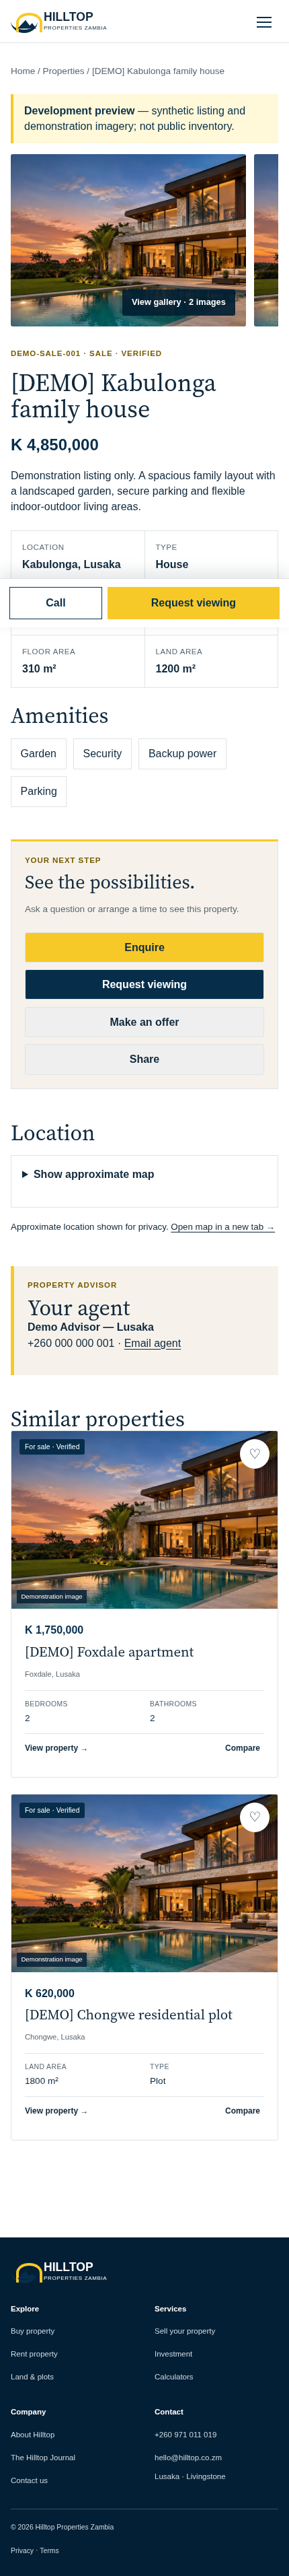 HILLTOP
PROPERTIES ZAMBIA
Home / Properties / [DEMO] Kabulonga family house
Development preview — synthetic listing and
demonstration imagery; not public inventory.
View gallery · 2 images
DEMO-SALE-001 · SALE · VERIFIED
[DEMO] Kabulonga
family house
K 4,850,000
Demonstration listing only. A spacious family layout with
a landscaped garden, secure parking and flexible
indoor-outdoor living areas.
LOCATION
Kabulonga, Lusaka
TYPE
House
Call
Request viewing
FLOOR AREA
310 m²
LAND AREA
1200 m²
Amenities
Garden
Security
Backup power
Parking
YOUR NEXT STEP
See the possibilities.
Ask a question or arrange a time to see this property.
Enquire
Request viewing
Make an offer
Share
Location
▶ Show approximate map
Approximate location shown for privacy. Open map in a new tab →
PROPERTY ADVISOR
Your agent
Demo Advisor — Lusaka
+260 000 000 001 · Email agent
Similar properties
For sale · Verified
♡
Demonstration image
K 1,750,000
[DEMO] Foxdale apartment
Foxdale, Lusaka
BEDROOMS
2
BATHROOMS
2
View property →
Compare
For sale · Verified
♡
Demonstration image
K 620,000
[DEMO] Chongwe residential plot
Chongwe, Lusaka
LAND AREA
1800 m²
TYPE
Plot
View property →
Compare
HILLTOP
PROPERTIES ZAMBIA
Explore
Buy property
Rent property
Land & plots
Services
Sell your property
Investment
Calculators
Company
About Hilltop
The Hilltop Journal
Contact us
Contact
+260 971 011 019
hello@hilltop.co.zm
Lusaka · Livingstone
© 2026 Hilltop Properties Zambia
Privacy · Terms